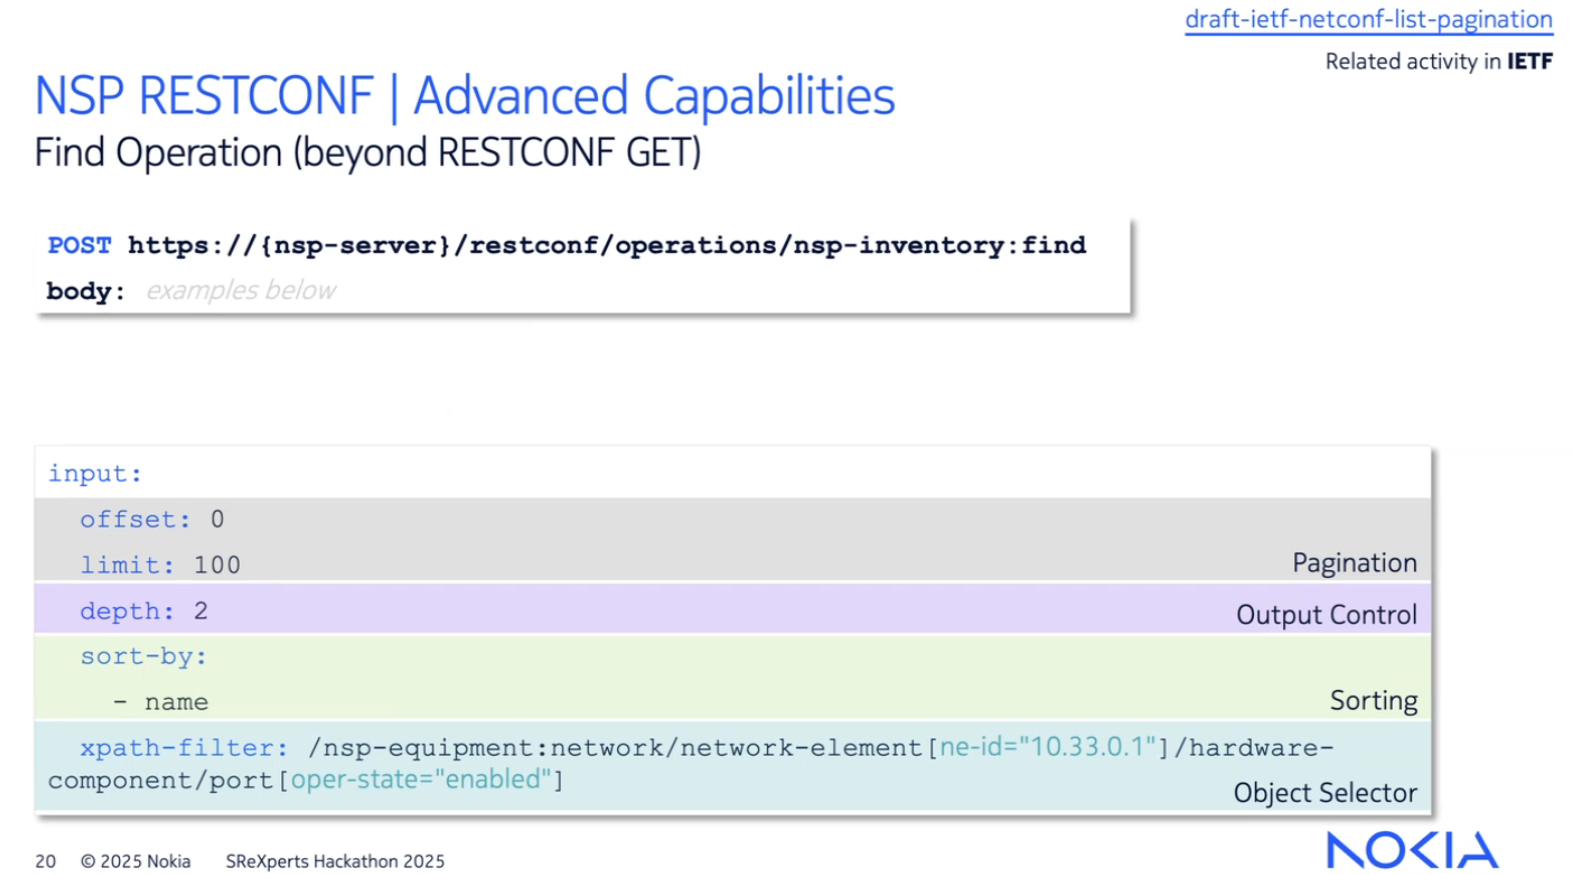 draft-ietf-netconf-list-pagination
Related activity in IETF
NSP RESTCONF | Advanced Capabilities
Find Operation (beyond RESTCONF GET)
POST https://{nsp-server}/restconf/operations/nsp-inventory:find
body: examples below
input:
offset: 0
limit: 100
Pagination
depth: 2
Output Control
sort-by:
- name
Sorting
xpath-filter: /nsp-equipment:network/network-element[ne-id="10.33.0.1"]/hardware-
component/port[oper-state="enabled"]
Object Selector
20 © 2025 Nokia SReXperts Hackathon 2025
NOKIA